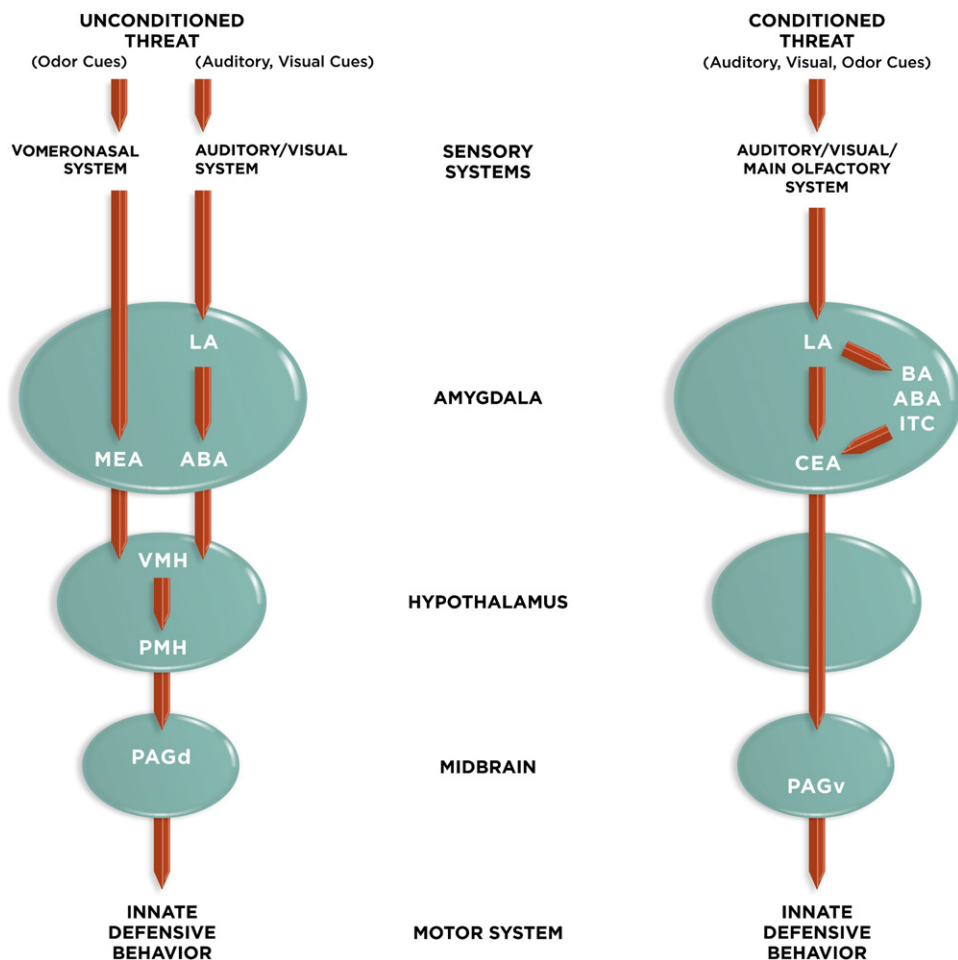 UNCONDITIONED
THREAT
(Odor Cues)
(Auditory, Visual Cues)
CONDITIONED
THREAT
(Auditory, Visual, Odor Cues)
VOMERONASAL
SYSTEM
AUDITORY/VISUAL
SYSTEM
SENSORY
SYSTEMS
AUDITORY/VISUAL/
MAIN OLFACTORY
SYSTEM
LA
MEA
ABA
AMYGDALA
LA
BA
ABA
ITC
CEA
VMH
PMH
HYPOTHALAMUS
PAGd
MIDBRAIN
PAGv
INNATE
DEFENSIVE
BEHAVIOR
MOTOR SYSTEM
INNATE
DEFENSIVE
BEHAVIOR